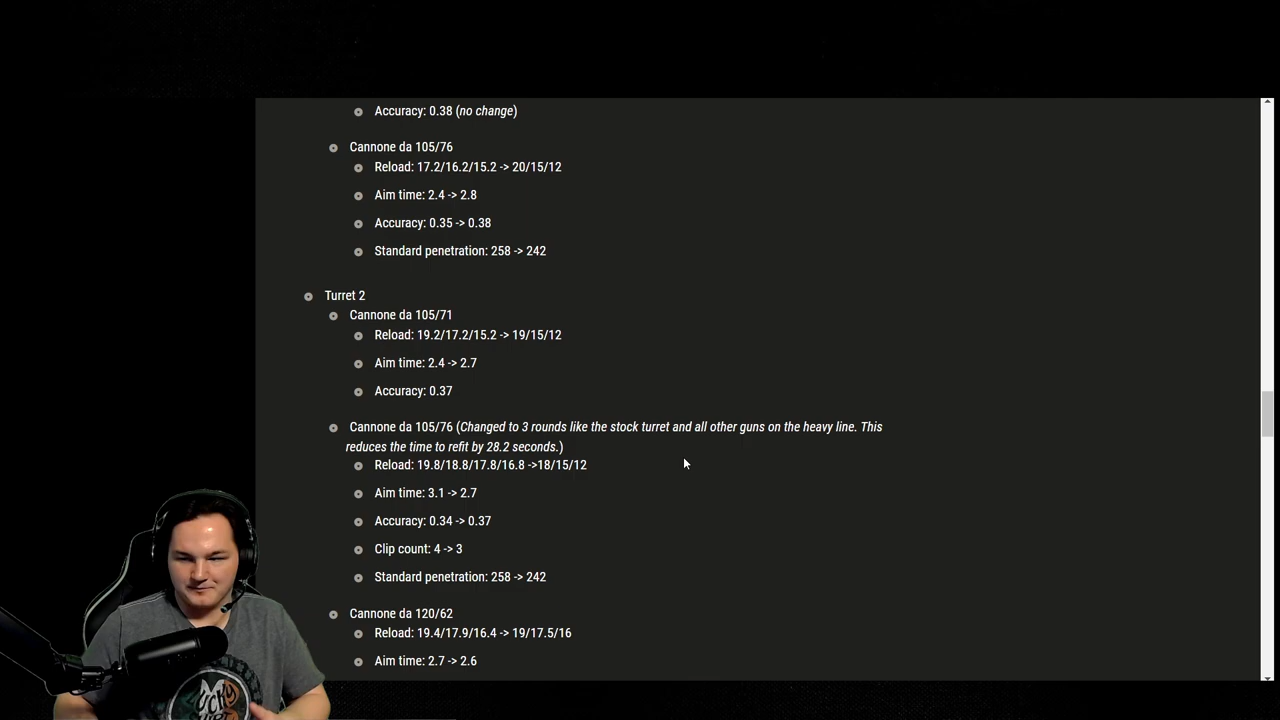 Accuracy: 0.38 (no change)
Cannone da 105/76
Reload: 17.2/16.2/15.2 -> 20/15/12
Aim time: 2.4 -> 2.8
Accuracy: 0.35 -> 0.38
Standard penetration: 258 -> 242
Turret 2
Cannone da 105/71
Reload: 19.2/17.2/15.2 -> 19/15/12
Aim time: 2.4 -> 2.7
Accuracy: 0.37
Cannone da 105/76 (Changed to 3 rounds like the stock turret and all other guns on the heavy line. This
reduces the time to refit by 28.2 seconds.)
Reload: 19.8/18.8/17.8/16.8 ->18/15/12
Aim time: 3.1 -> 2.7
Accuracy: 0.34 -> 0.37
Clip count: 4 -> 3
Standard penetration: 258 -> 242
Cannone da 120/62
Reload: 19.4/17.9/16.4 -> 19/17.5/16
Aim time: 2.7 -> 2.6